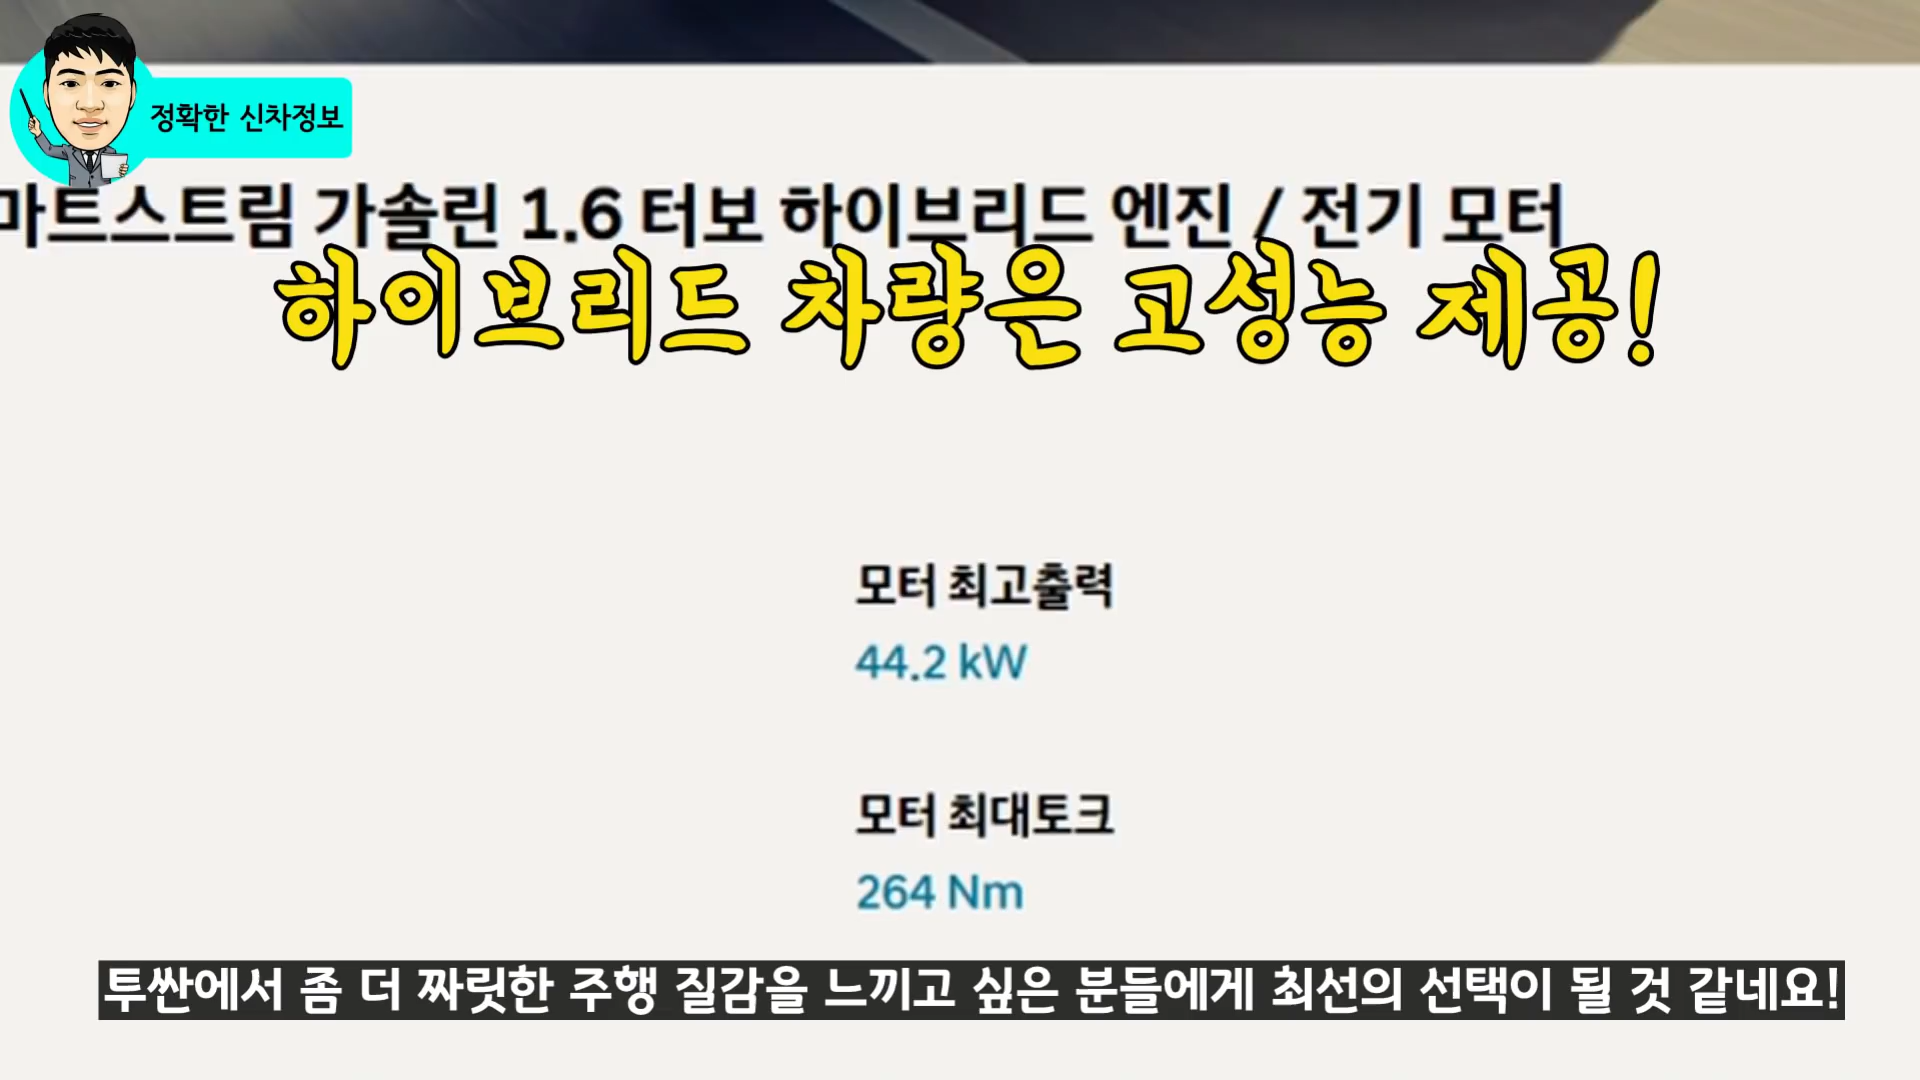 정확한 신차정보
마트스트림 가솔린 1.6 터보 하이브리드 엔진 / 전기 모터
하이브리드 차량은 고성능 제공!
모터 최고출력
44.2 kW
모터 최대토크
264 Nm
투싼에서 좀 더 짜릿한 주행 질감을 느끼고 싶은 분들에게 최선의 선택이 될 것 같네요!